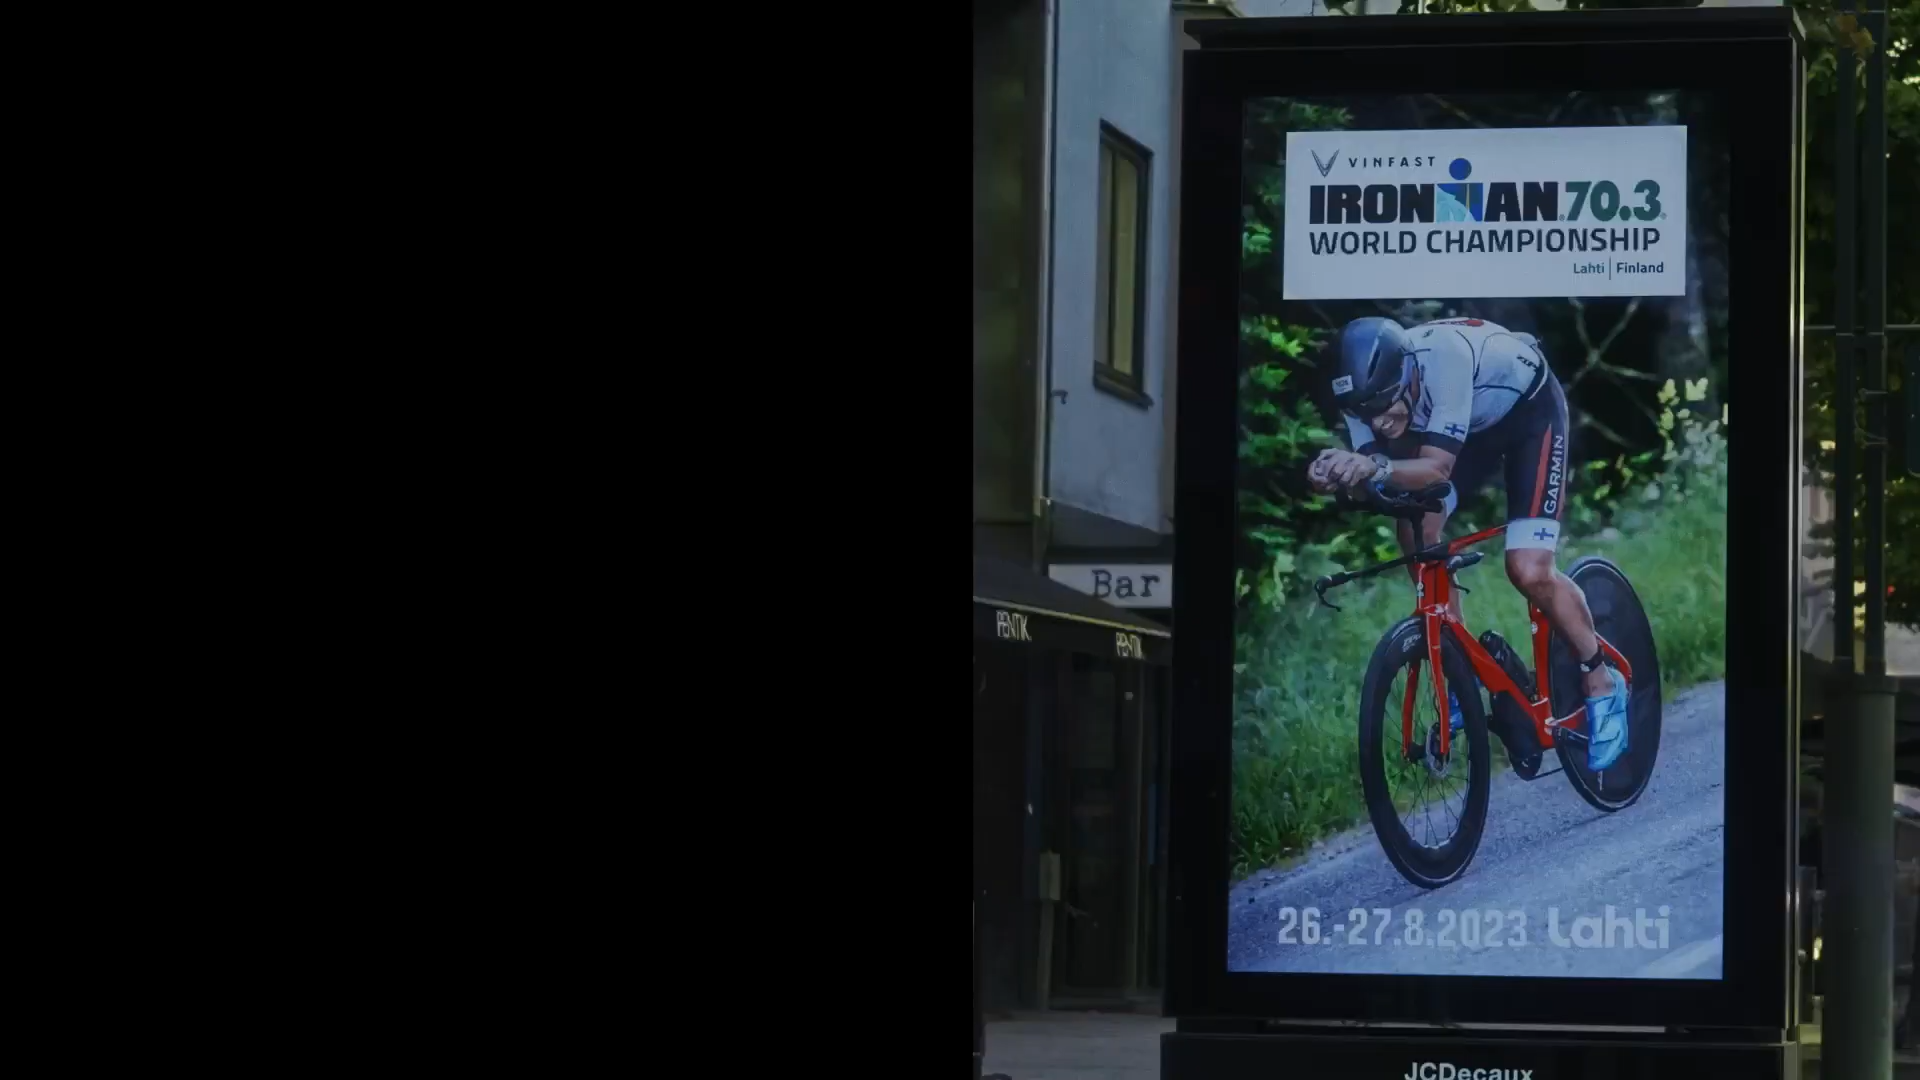 VINFAST
IRONMAN 70.3
WORLD CHAMPIONSHIP
Lahti | Finland
GARMIN
Bar
PENTIK
PENTIK
26.-27.8.2023 Lahti
JCDecaux